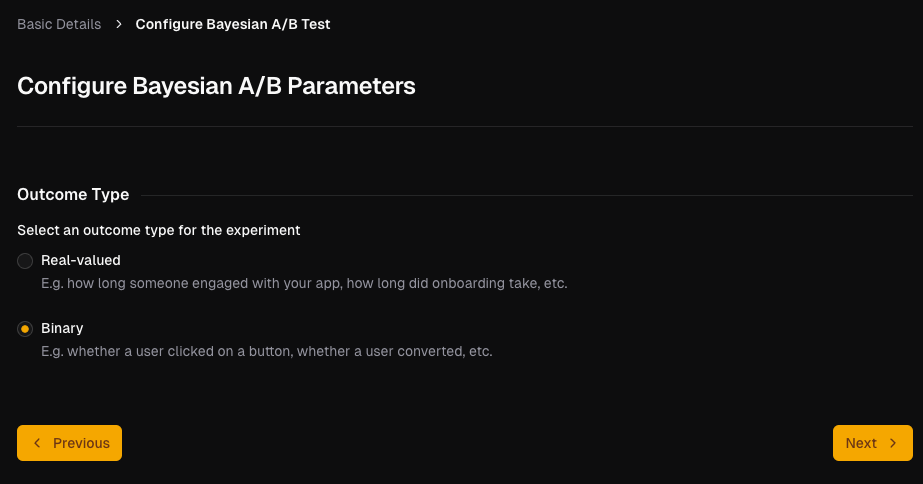 Basic Details > Configure Bayesian A/B Test
Configure Bayesian A/B Parameters
Outcome Type
Select an outcome type for the experiment
Real-valued
E.g. how long someone engaged with your app, how long did onboarding take, etc.
Binary
E.g. whether a user clicked on a button, whether a user converted, etc.
Previous
Next